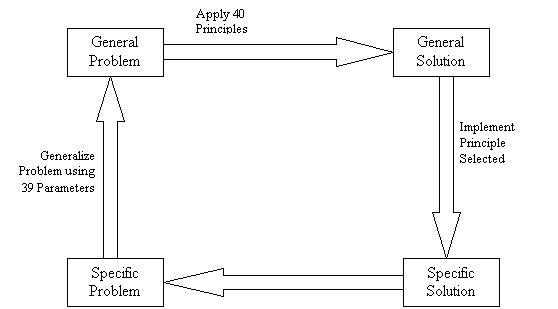 Apply 40
Principles
General
Problem
General
Solution
Implement
Principle
Selected
Generalize
Problem using
39 Parameters
Specific
Problem
Specific
Solution